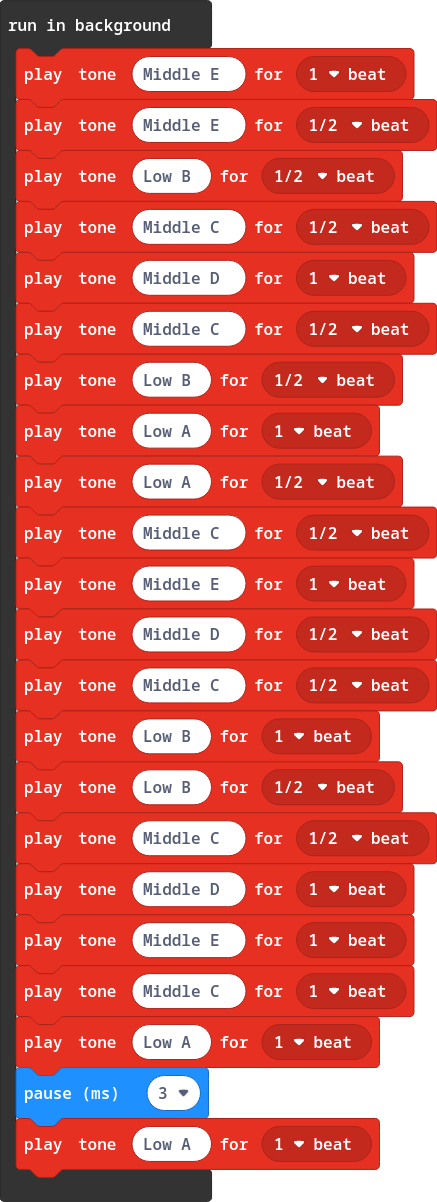 run in background
play tone Middle E for 1 beat
play tone Middle E for 1/2 beat
play tone Low B for 1/2 beat
play tone Middle C for 1/2 beat
play tone Middle D for 1 beat
play tone Middle C for 1/2 beat
play tone Low B for 1/2 beat
play tone Low A for 1 beat
play tone Low A for 1/2 beat
play tone Middle C for 1/2 beat
play tone Middle E for 1 beat
play tone Middle D for 1/2 beat
play tone Middle C for 1/2 beat
play tone Low B for 1 beat
play tone Low B for 1/2 beat
play tone Middle C for 1/2 beat
play tone Middle D for 1 beat
play tone Middle E for 1 beat
play tone Middle C for 1 beat
play tone Low A for 1 beat
pause (ms) 3
play tone Low A for 1 beat